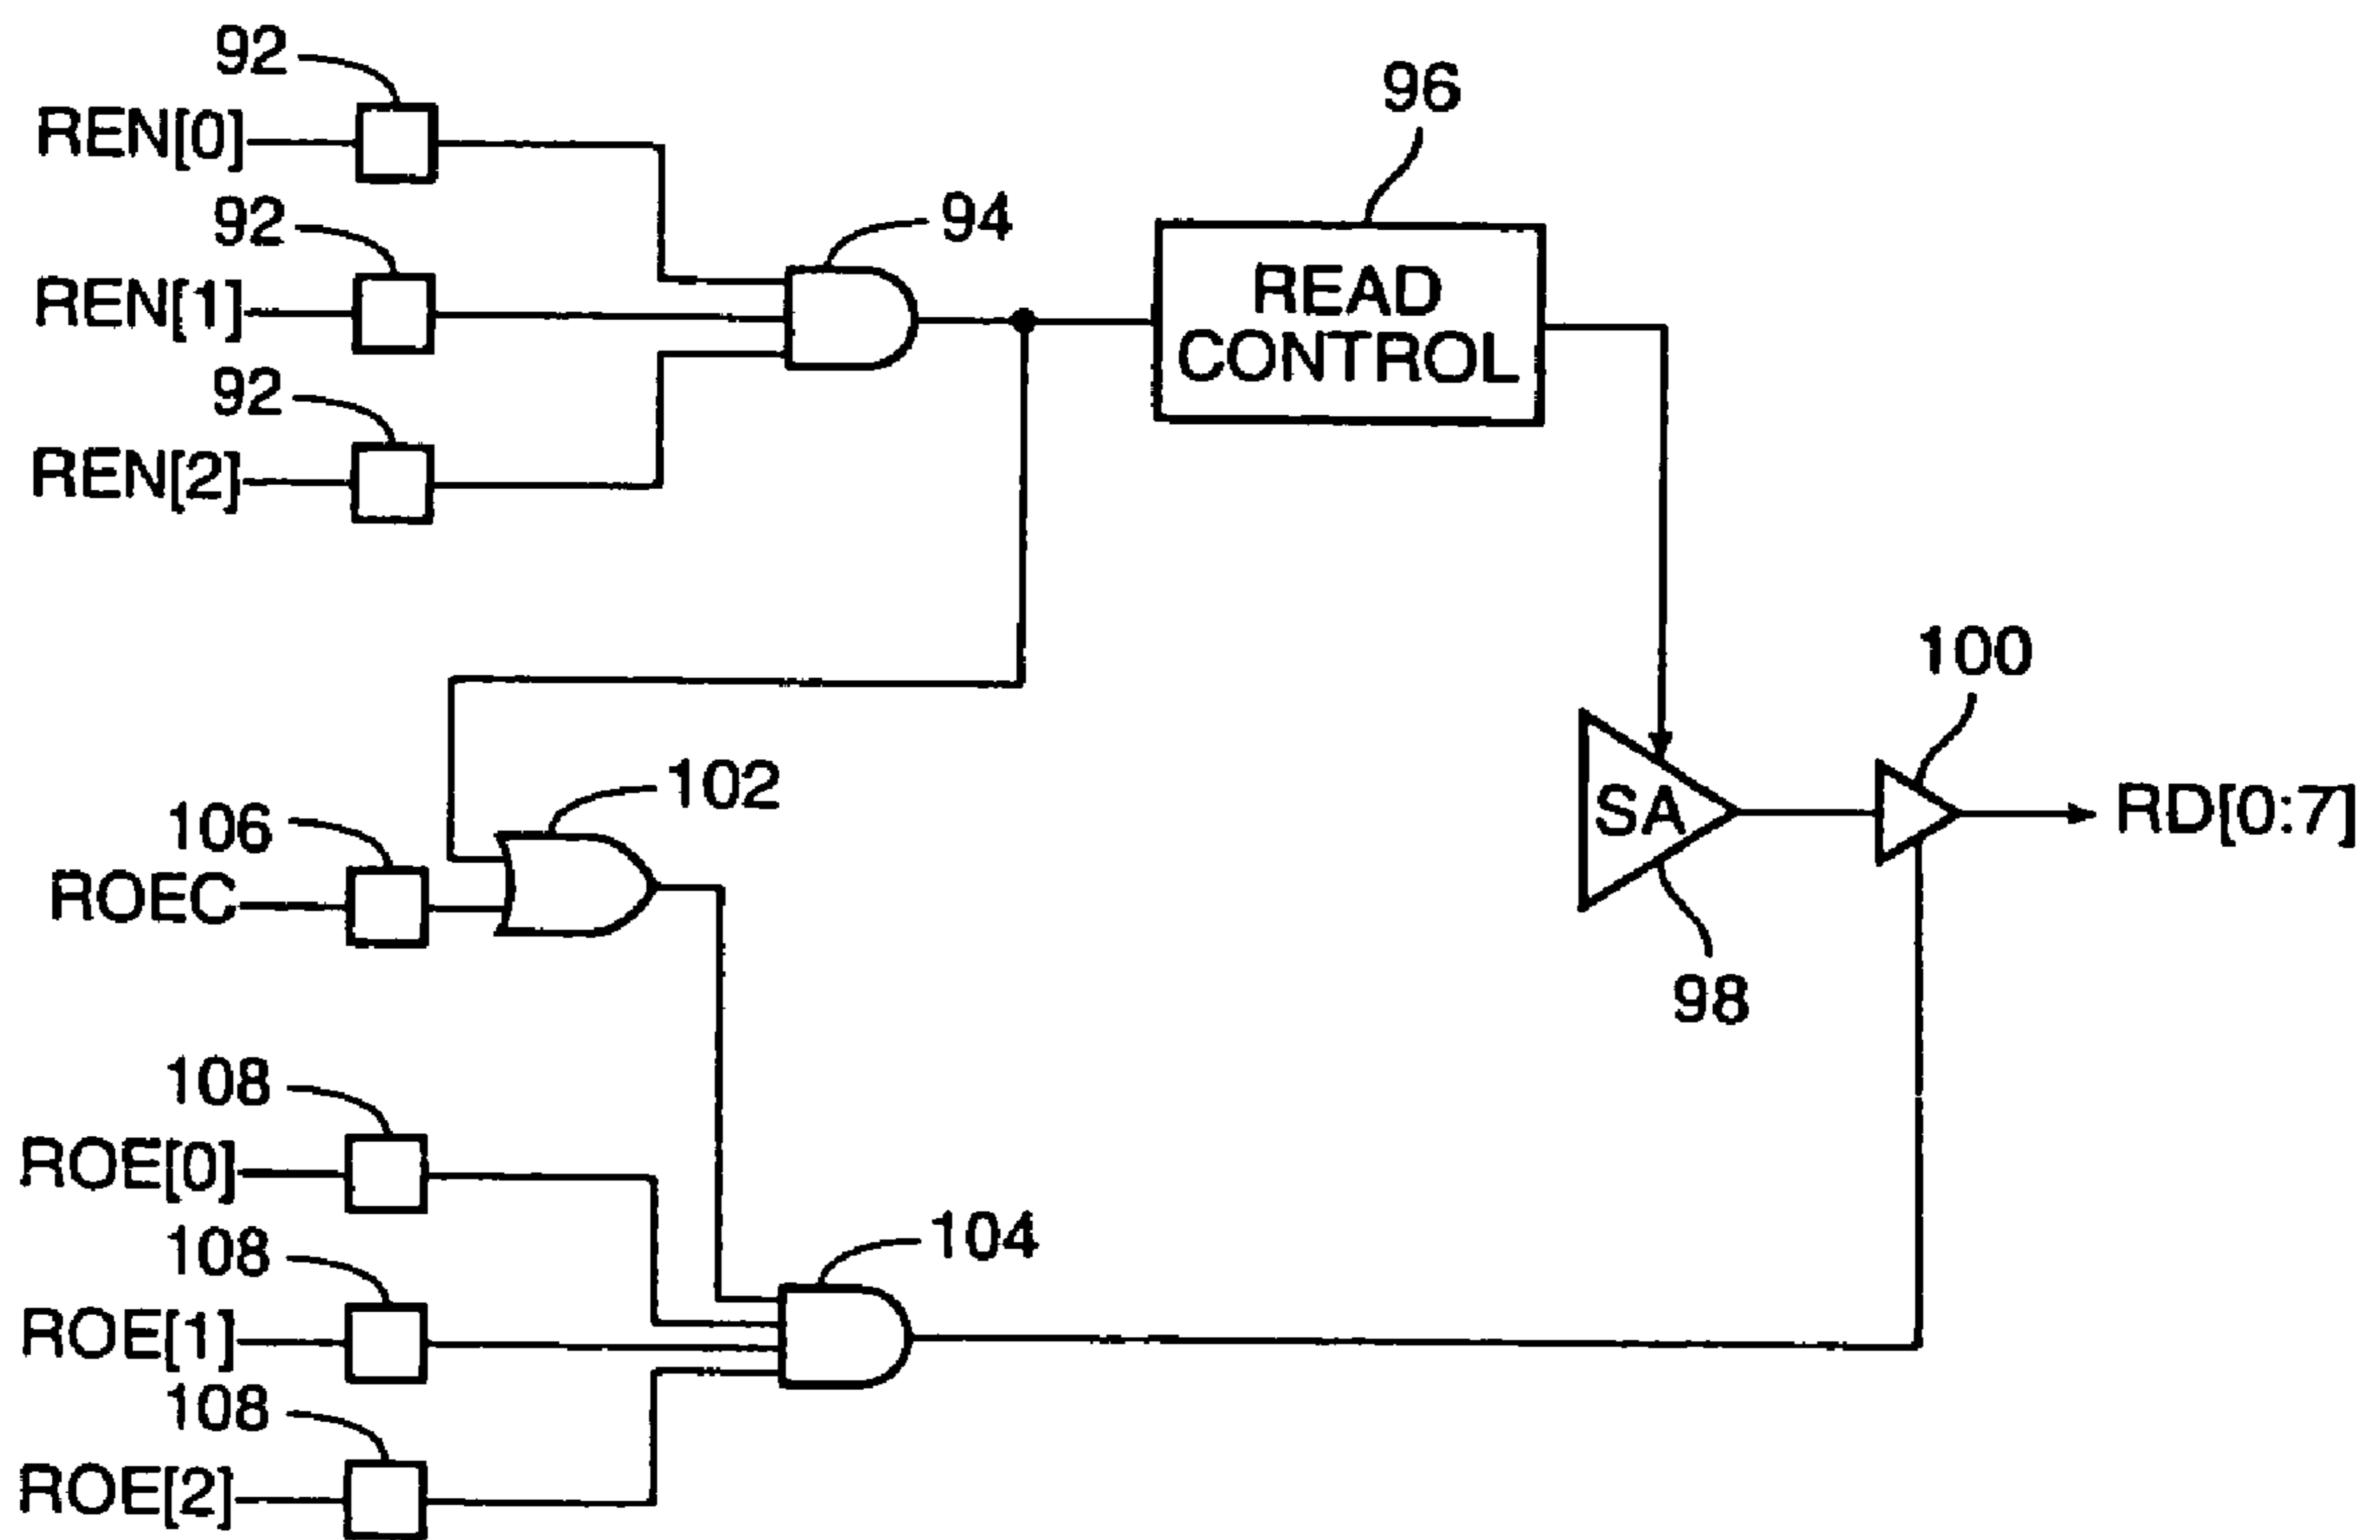 92
REN[0]
92
REN[1]
92
REN[2]
94
96
READ
CONTROL
100
SA
RD[0:7]
98
102
106
ROEC
108
ROE[0]
108
ROE[1]
108
ROE[2]
104